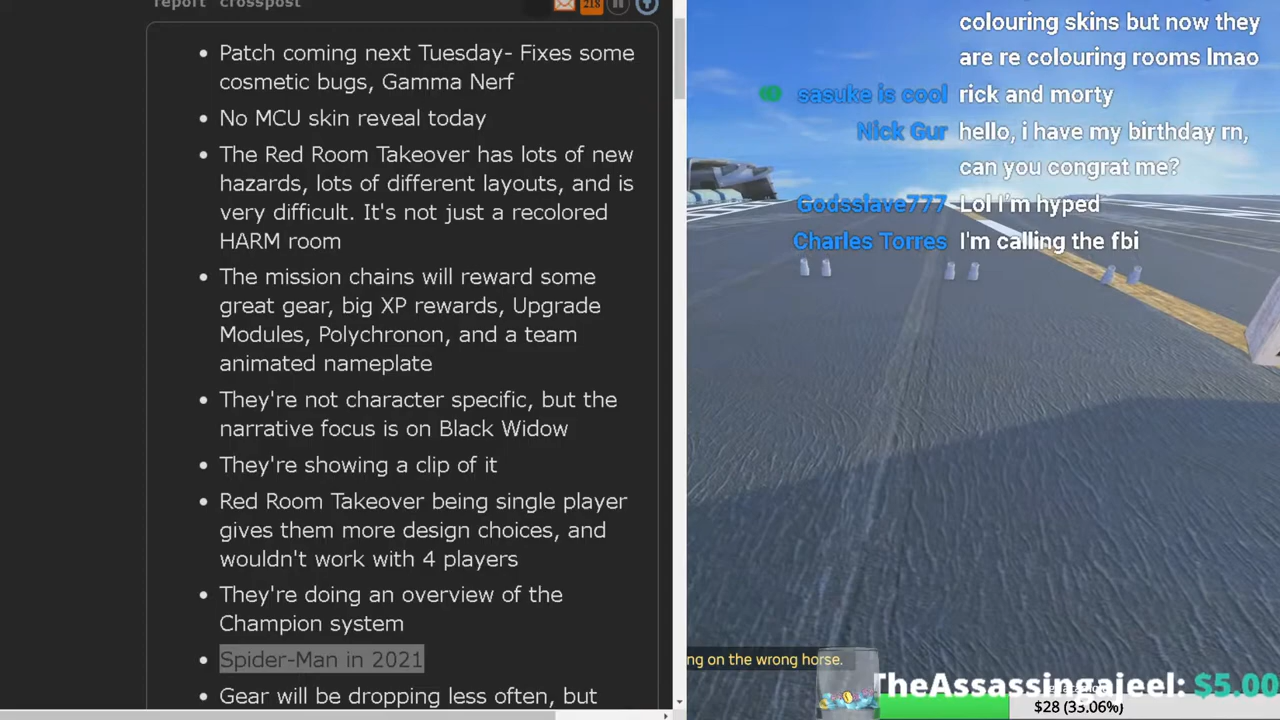 report crosspost
218
Patch coming next Tuesday- Fixes some
cosmetic bugs, Gamma Nerf
No MCU skin reveal today
The Red Room Takeover has lots of new
hazards, lots of different layouts, and is
very difficult. It's not just a recolored
HARM room
The mission chains will reward some
great gear, big XP rewards, Upgrade
Modules, Polychronon, and a team
animated nameplate
They're not character specific, but the
narrative focus is on Black Widow
They're showing a clip of it
Red Room Takeover being single player
gives them more design choices, and
wouldn't work with 4 players
They're doing an overview of the
Champion system
Spider-Man in 2021
Gear will be dropping less often, but
colouring skins but now they
are re colouring rooms lmao
sasuke is cool rick and morty
Nick Gur hello, i have my birthday rn,
can you congrat me?
Godsslave777 Lol I'm hyped
Charles Torres I'm calling the fbi
ng on the wrong horse.
TheAssassingajeel: $5.00
$28 (33.06%)